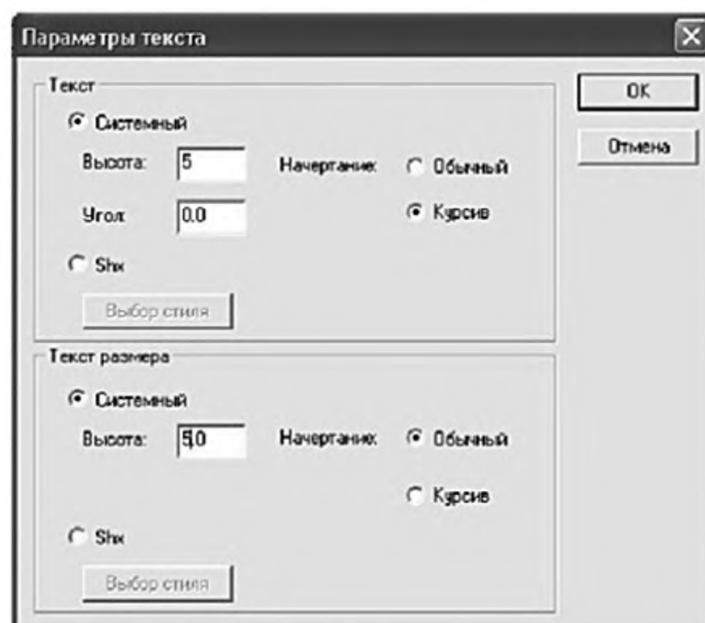 Параметры текста
Текст
ОК
Системный
Отмена
Высота: 5 Начертание: Обычный
Угол: 0.0 Курсив
Shx
Выбор стиля
Текст размера
Системный
Высота: 5.0 Начертание: Обычный
Курсив
Shx
Выбор стиля